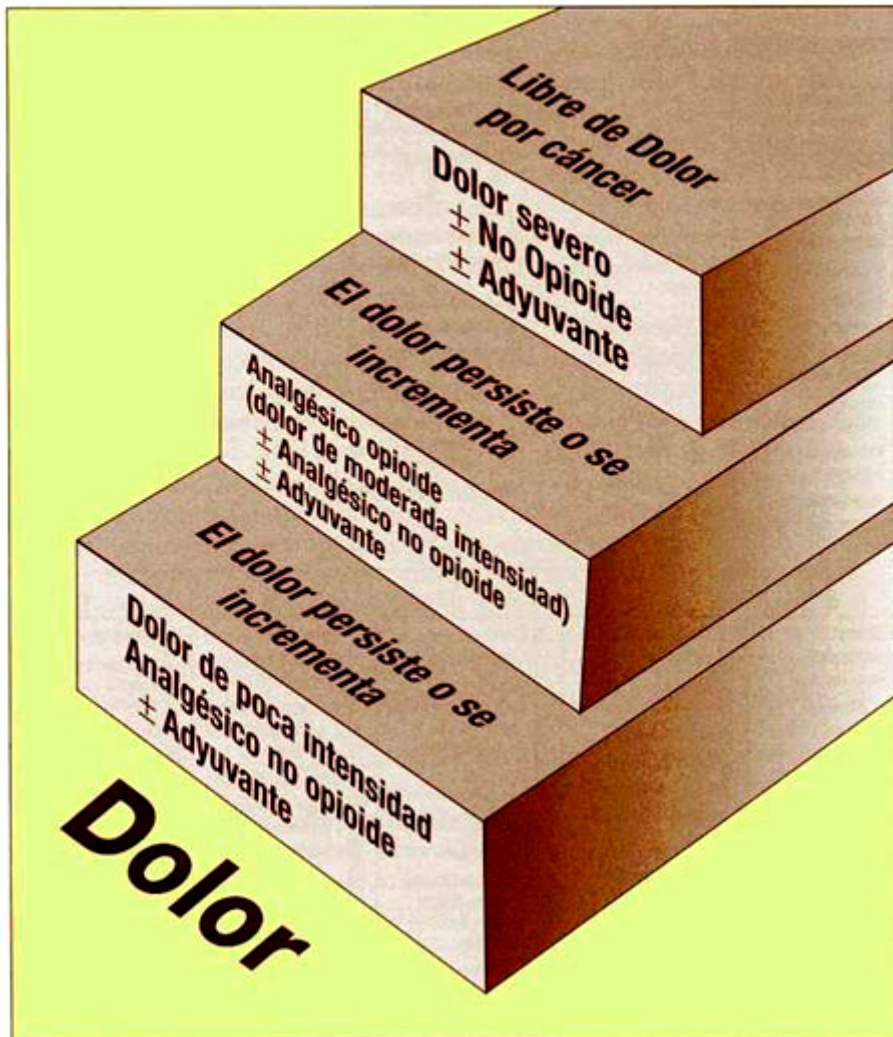 Libre de Dolor
por cáncer
Dolor severo
± No Opioide
± Adyuvante
El dolor persiste o se
incrementa
Analgésico opioide
(dolor de moderada intensidad)
± Analgésico no opioide
± Adyuvante
El dolor persiste o se
incrementa
Dolor de poca intensidad
Analgésico no opioide
± Adyuvante
Dolor